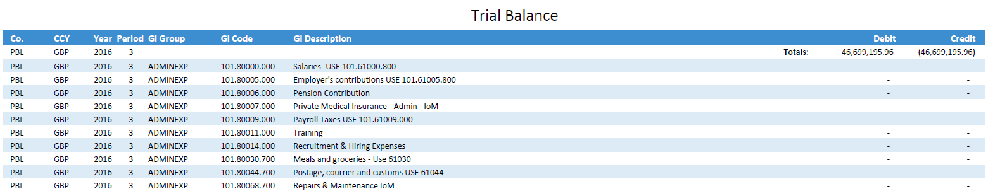 Trial Balance
Co. CCY Year Period Gl Group Gl Code Gl Description Debit Credit
PBL GBP 2016 3 Totals: 46,699,195.96 (46,699,195.96)
PBL GBP 2016 3 ADMINEXP 101.80000.000 Salaries- USE 101.61000.800 - -
PBL GBP 2016 3 ADMINEXP 101.80005.000 Employer's contributions USE 101.61005.800 - -
PBL GBP 2016 3 ADMINEXP 101.80006.000 Pension Contribution - -
PBL GBP 2016 3 ADMINEXP 101.80007.000 Private Medical Insurance - Admin - IoM - -
PBL GBP 2016 3 ADMINEXP 101.80009.000 Payroll Taxes USE 101.61009.000 - -
PBL GBP 2016 3 ADMINEXP 101.80011.000 Training - -
PBL GBP 2016 3 ADMINEXP 101.80014.000 Recruitment & Hiring Expenses - -
PBL GBP 2016 3 ADMINEXP 101.80030.700 Meals and groceries - Use 61030 - -
PBL GBP 2016 3 ADMINEXP 101.80044.700 Postage, courrier and customs USE 61044 - -
PBL GBP 2016 3 ADMINEXP 101.80068.700 Repairs & Maintenance IoM - -